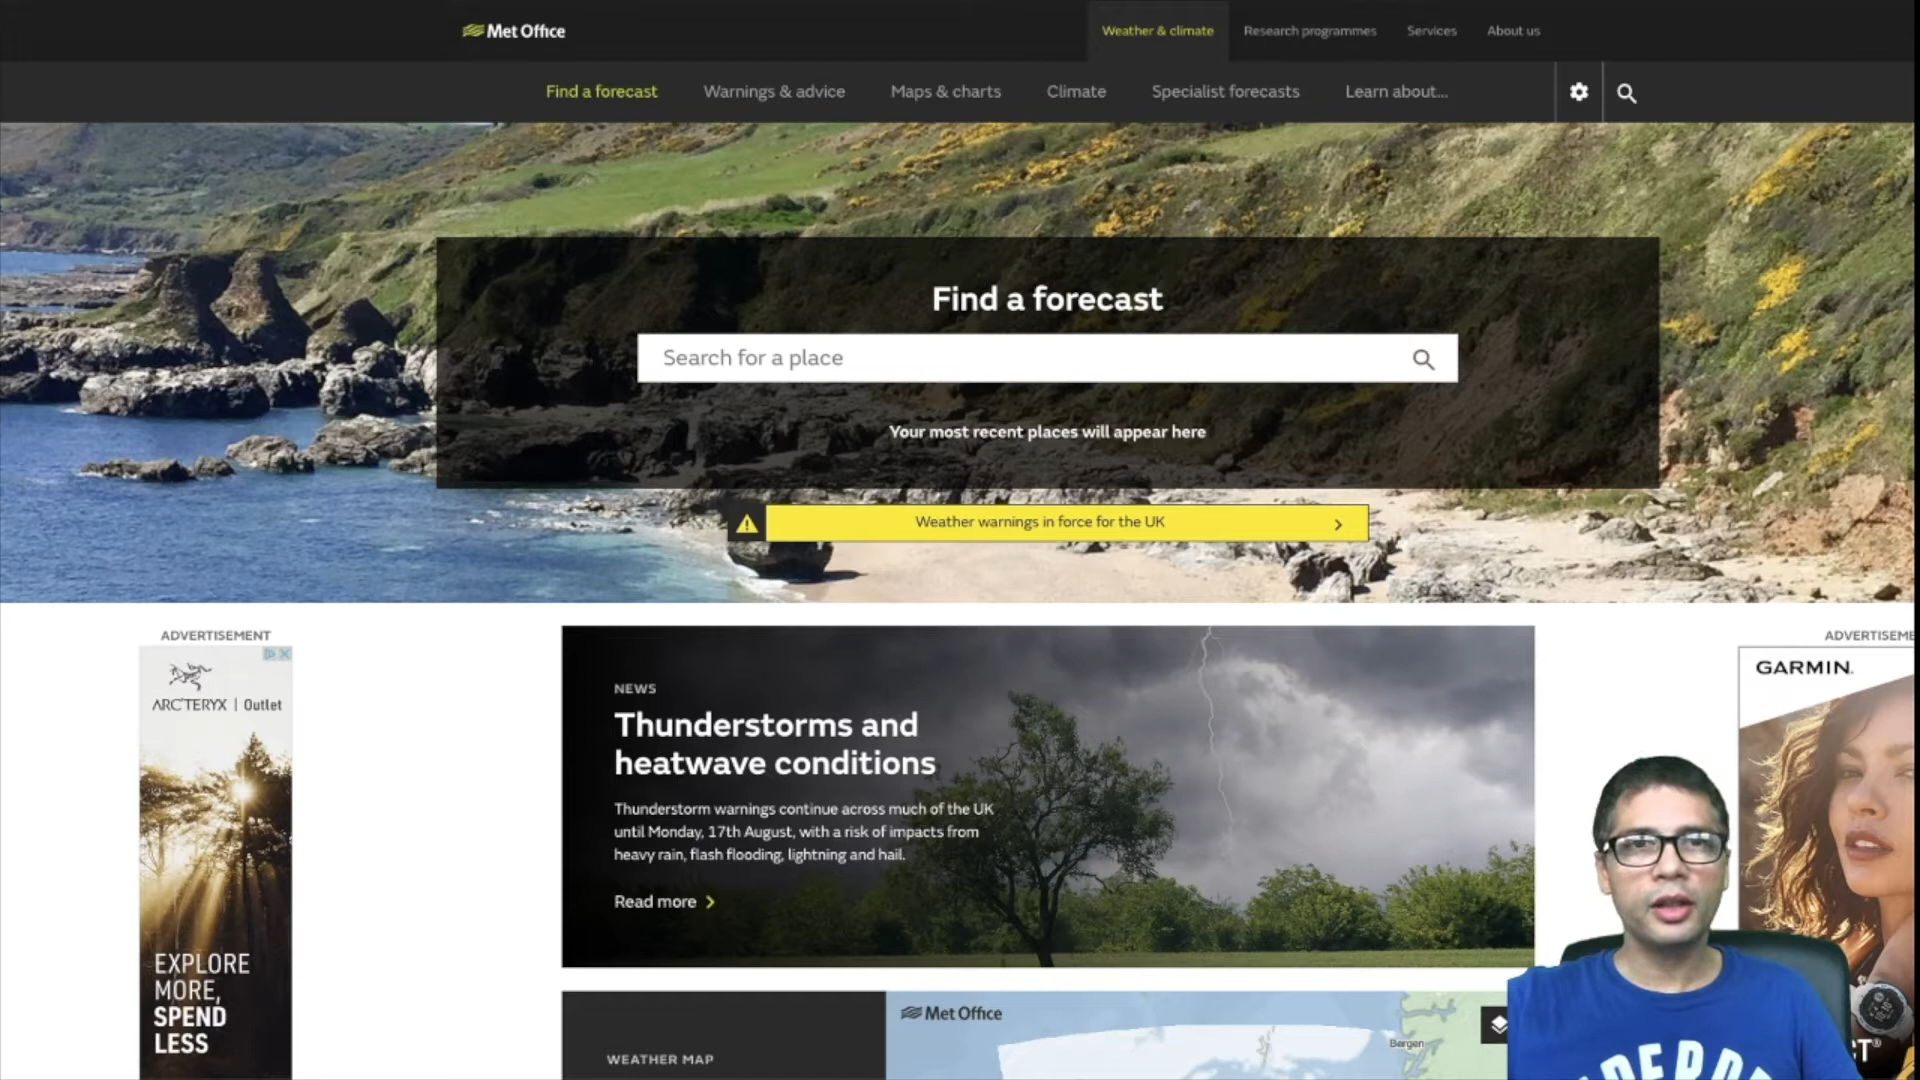 Met Office
Weather & climate
Research programmes
Services
About us
Find a forecast
Warnings & advice
Maps & charts
Climate
Specialist forecasts
Learn about...
Find a forecast
Search for a place
Your most recent places will appear here
Weather warnings in force for the UK
ADVERTISEMENT
ARC'TERYX | Outlet
EXPLORE
MORE,
SPEND
LESS
NEWS
Thunderstorms and
heatwave conditions
Thunderstorm warnings continue across much of the UK
until Monday, 17th August, with a risk of impacts from
heavy rain, flash flooding, lightning and hail.
Read more
WEATHER MAP
Met Office
Bergen
ADVERTISEME
GARMIN.